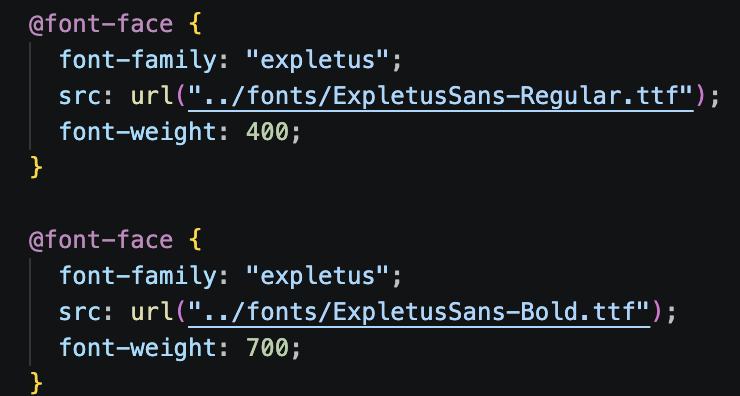 @font-face {
  font-family: "expletus";
  src: url("../fonts/ExpletusSans-Regular.ttf");
  font-weight: 400;
}

@font-face {
  font-family: "expletus";
  src: url("../fonts/ExpletusSans-Bold.ttf");
  font-weight: 700;
}